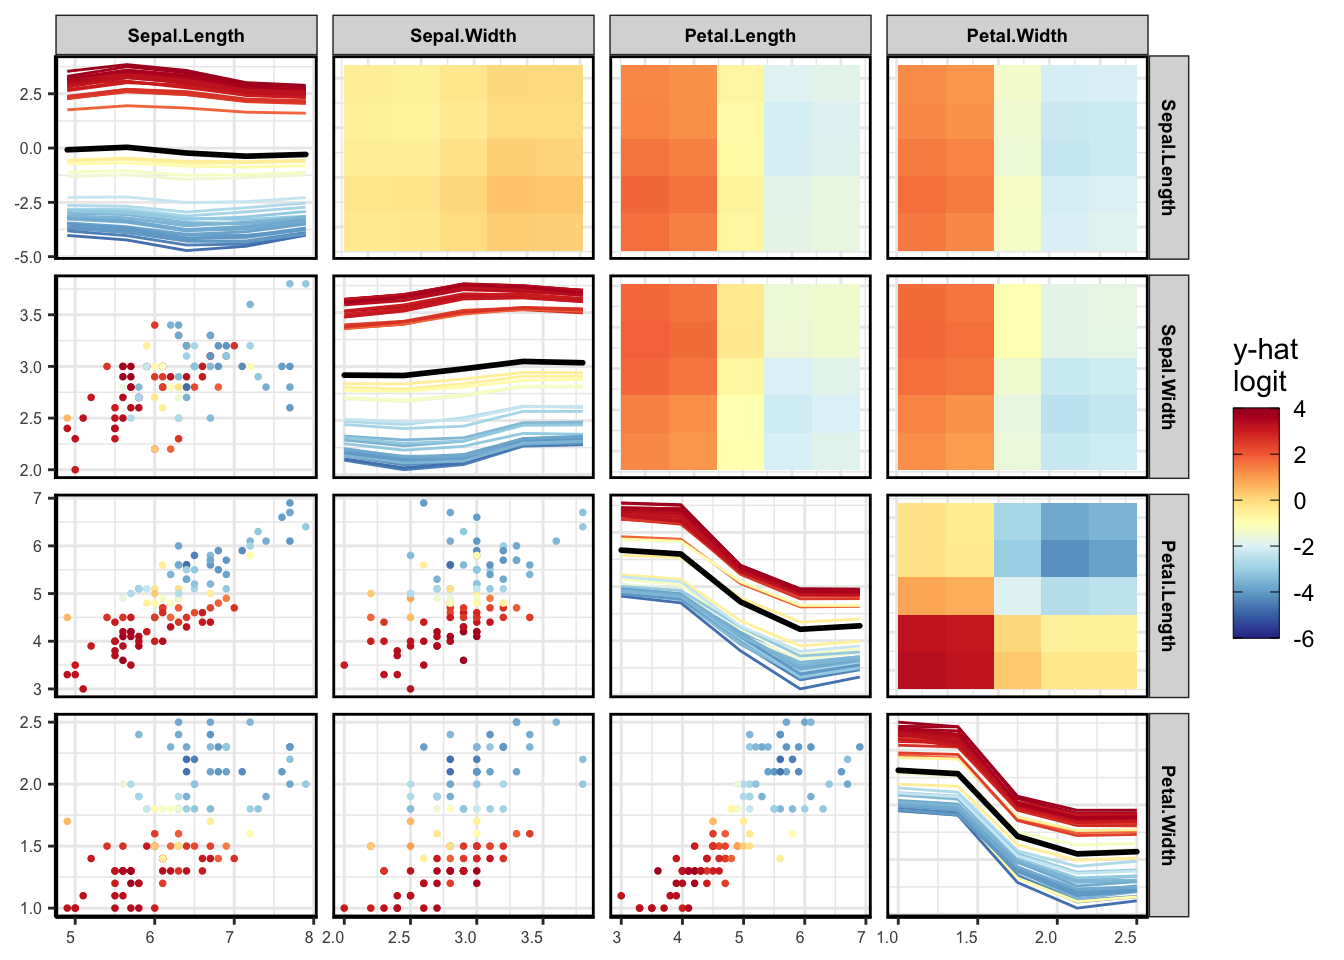 Sepal.Length Sepal.Width Petal.Length Petal.Width
2.5
0.0
-2.5
-5.0
Sepal.Length
3.5
3.0
2.5
2.0
Sepal.Width
7
6
5
4
3
Petal.Length
2.5
2.0
1.5
1.0
Petal.Width
5 6 7 8 2.0 2.5 3.0 3.5 3 4 5 6 7 1.0 1.5 2.0 2.5
y-hat
logit
4
2
0
-2
-4
-6